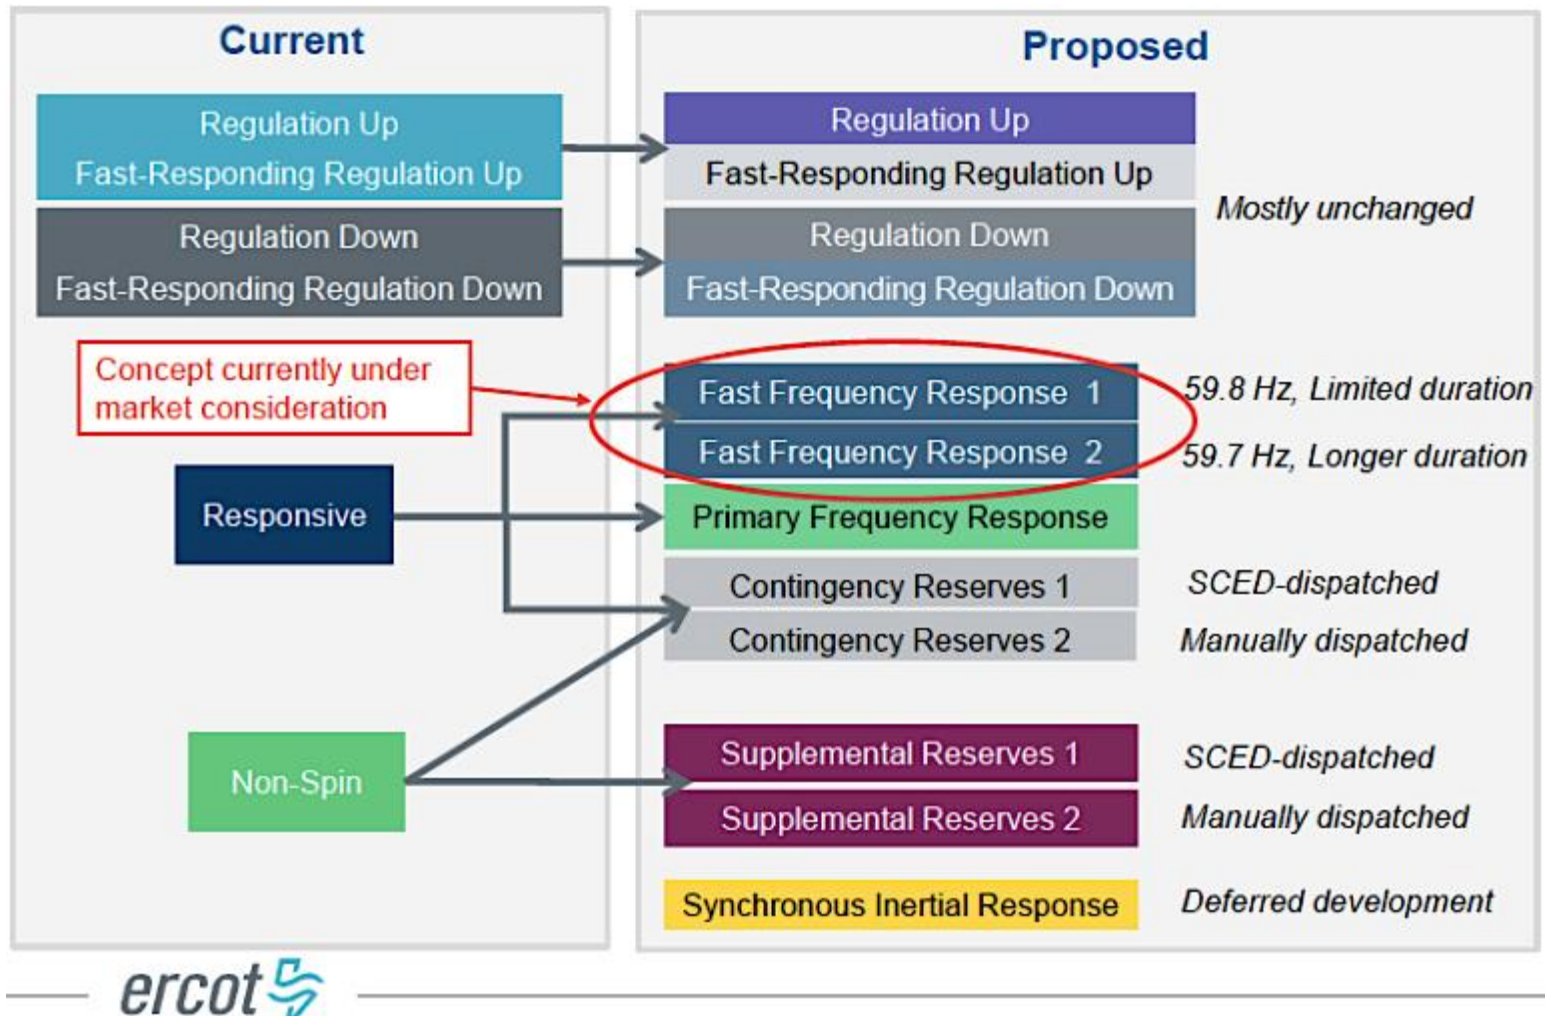 Current
Regulation Up
Fast-Responding Regulation Up
Regulation Down
Fast-Responding Regulation Down
Concept currently under
market consideration
Responsive
Non-Spin
Proposed
Regulation Up
Fast-Responding Regulation Up
Regulation Down
Fast-Responding Regulation Down
Mostly unchanged
Fast Frequency Response 1
59.8 Hz, Limited duration
Fast Frequency Response 2
59.7 Hz, Longer duration
Primary Frequency Response
Contingency Reserves 1
SCED-dispatched
Contingency Reserves 2
Manually dispatched
Supplemental Reserves 1
SCED-dispatched
Supplemental Reserves 2
Manually dispatched
Synchronous Inertial Response
Deferred development
ercot